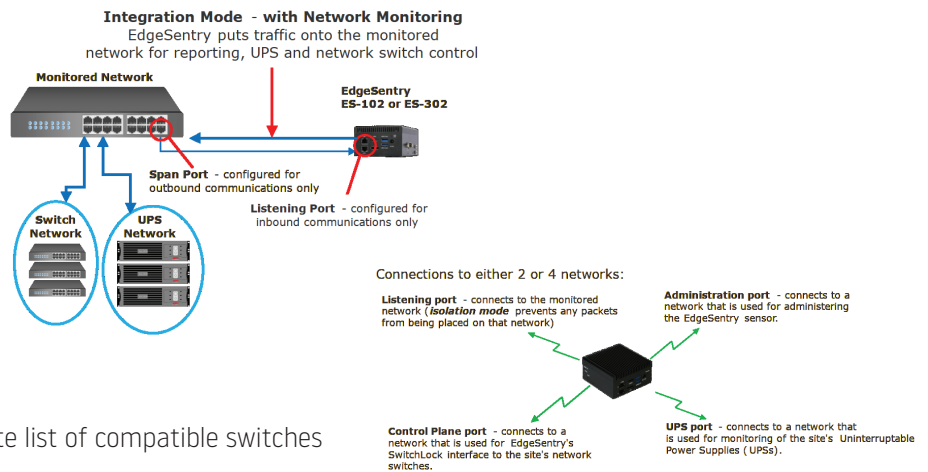 Integration Mode - with Network Monitoring
EdgeSentry puts traffic onto the monitored
network for reporting, UPS and network switch control
Monitored Network
EdgeSentry
ES-102 or ES-302
Span Port - configured for
outbound communications only
Listening Port - configured for
inbound communications only
Switch
Network
UPS
Network
Connections to either 2 or 4 networks:
Listening port - connects to the monitored
network (isolation mode prevents any packets
from being placed on that network)
Administration port - connects to a
network that is used for administering
the EdgeSentry sensor.
Control Plane port - connects to a
network that is used for EdgeSentry's
SwitchLock interface to the site's network
switches.
UPS port - connects to a network that
is used for monitoring of the site's Uninterruptable
Power Supplies (UPSs).
list of compatible switches